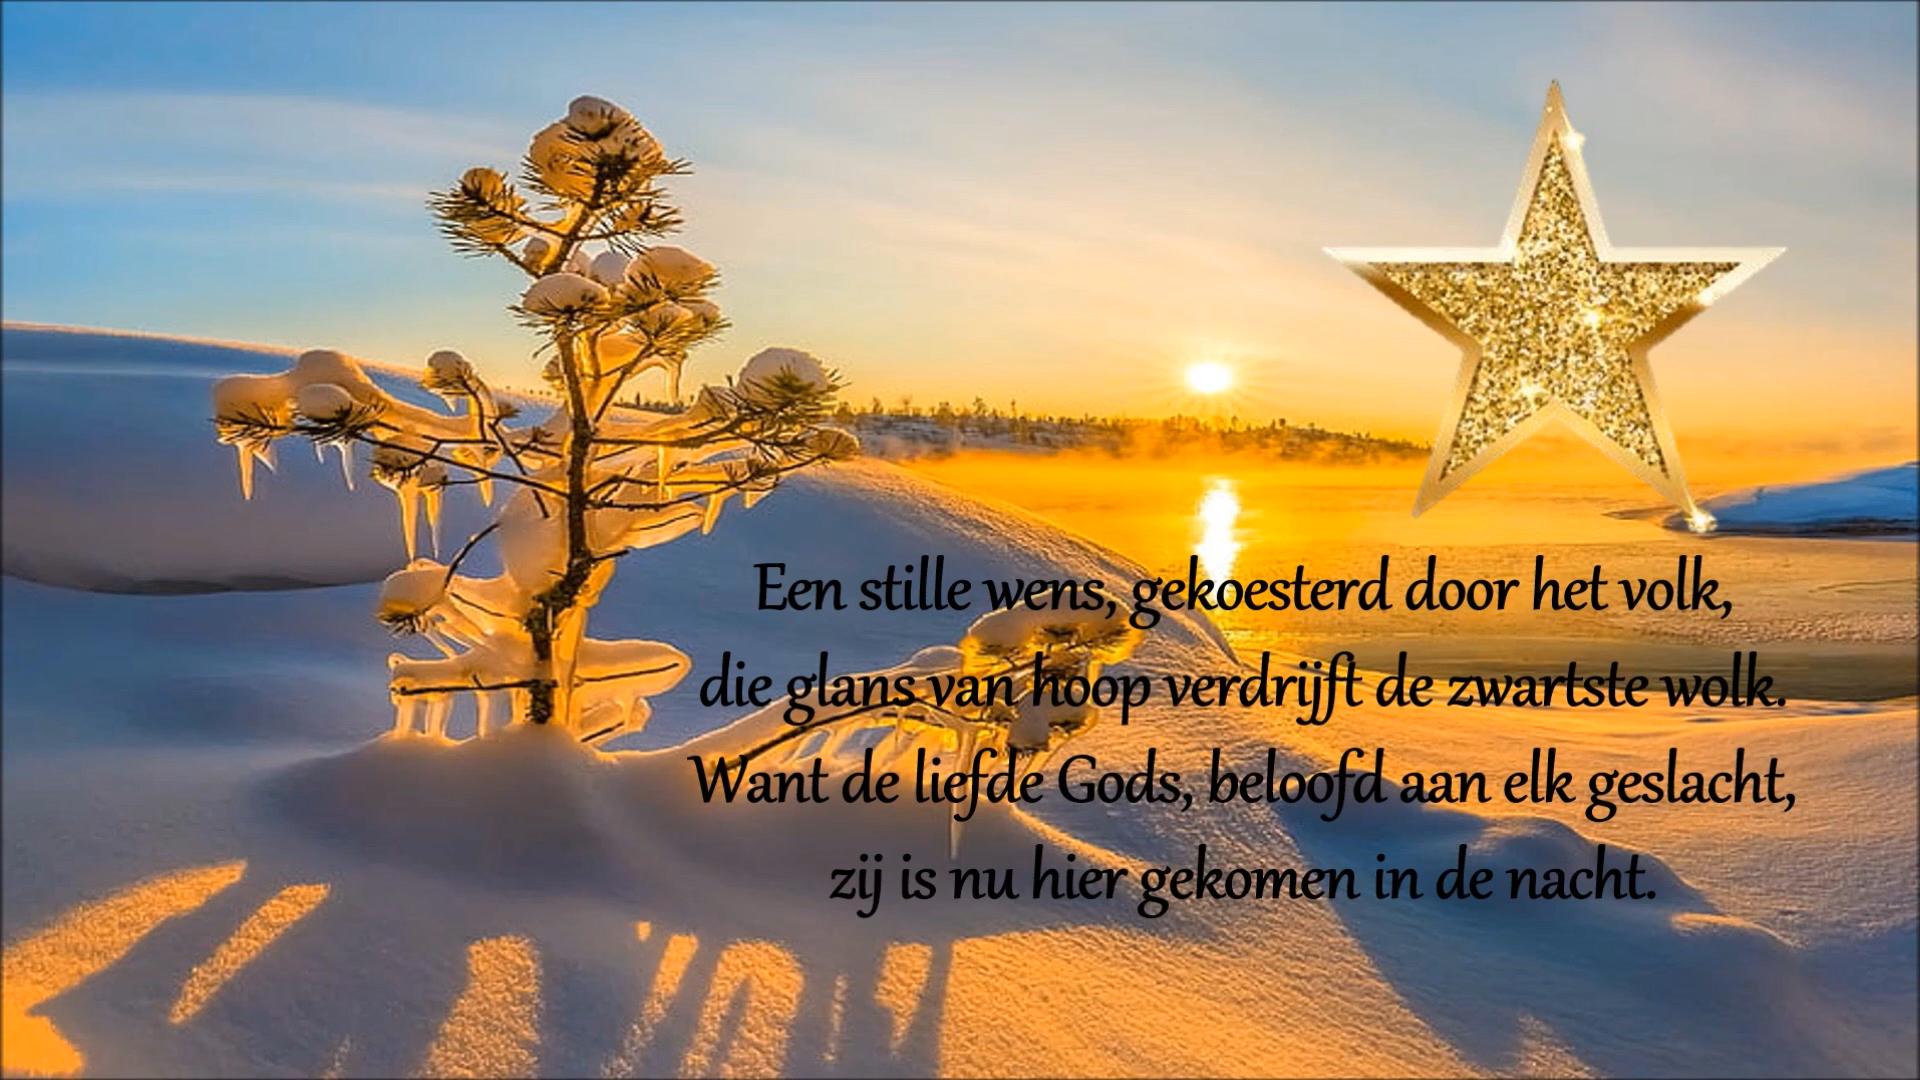 Een stille wens, gekoesterd door het volk,
die glans van hoop verdrijft de zwartste wolk.
Want de liefde Gods, beloofd aan elk geslacht,
zij is nu hier gekomen in de nacht.